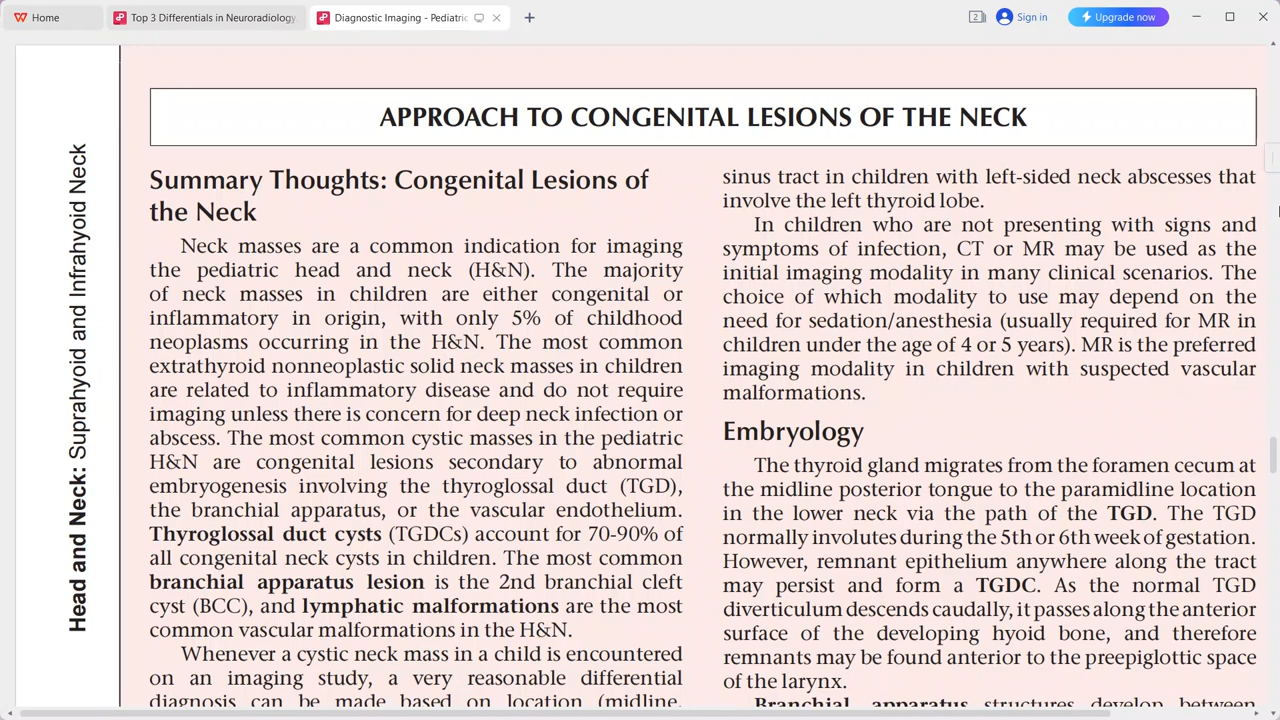 Home
Top 3 Differentials in Neuroradiology
Diagnostic Imaging - Pediatric
2
Sign in
Upgrade now
Head and Neck: Suprahyoid and Infrahyoid Neck
APPROACH TO CONGENITAL LESIONS OF THE NECK
Summary Thoughts: Congenital Lesions of
the Neck
Neck masses are a common indication for imaging
the pediatric head and neck (H&N). The majority
of neck masses in children are either congenital or
inflammatory in origin, with only 5% of childhood
neoplasms occurring in the H&N. The most common
extrathyroid nonneoplastic solid neck masses in children
are related to inflammatory disease and do not require
imaging unless there is concern for deep neck infection or
abscess. The most common cystic masses in the pediatric
H&N are congenital lesions secondary to abnormal
embryogenesis involving the thyroglossal duct (TGD),
the branchial apparatus, or the vascular endothelium.
Thyroglossal duct cysts (TGDCs) account for 70-90% of
all congenital neck cysts in children. The most common
branchial apparatus lesion is the 2nd branchial cleft
cyst (BCC), and lymphatic malformations are the most
common vascular malformations in the H&N.
Whenever a cystic neck mass in a child is encountered
on an imaging study, a very reasonable differential
diagnosis can be made based on location (midline,
sinus tract in children with left-sided neck abscesses that
involve the left thyroid lobe.
In children who are not presenting with signs and
symptoms of infection, CT or MR may be used as the
initial imaging modality in many clinical scenarios. The
choice of which modality to use may depend on the
need for sedation/anesthesia (usually required for MR in
children under the age of 4 or 5 years). MR is the preferred
imaging modality in children with suspected vascular
malformations.
Embryology
The thyroid gland migrates from the foramen cecum at
the midline posterior tongue to the paramidline location
in the lower neck via the path of the TGD. The TGD
normally involutes during the 5th or 6th week of gestation.
However, remnant epithelium anywhere along the tract
may persist and form a TGDC. As the normal TGD
diverticulum descends caudally, it passes along the anterior
surface of the developing hyoid bone, and therefore
remnants may be found anterior to the preepiglottic space
of the larynx.
Branchial apparatus structures develop between